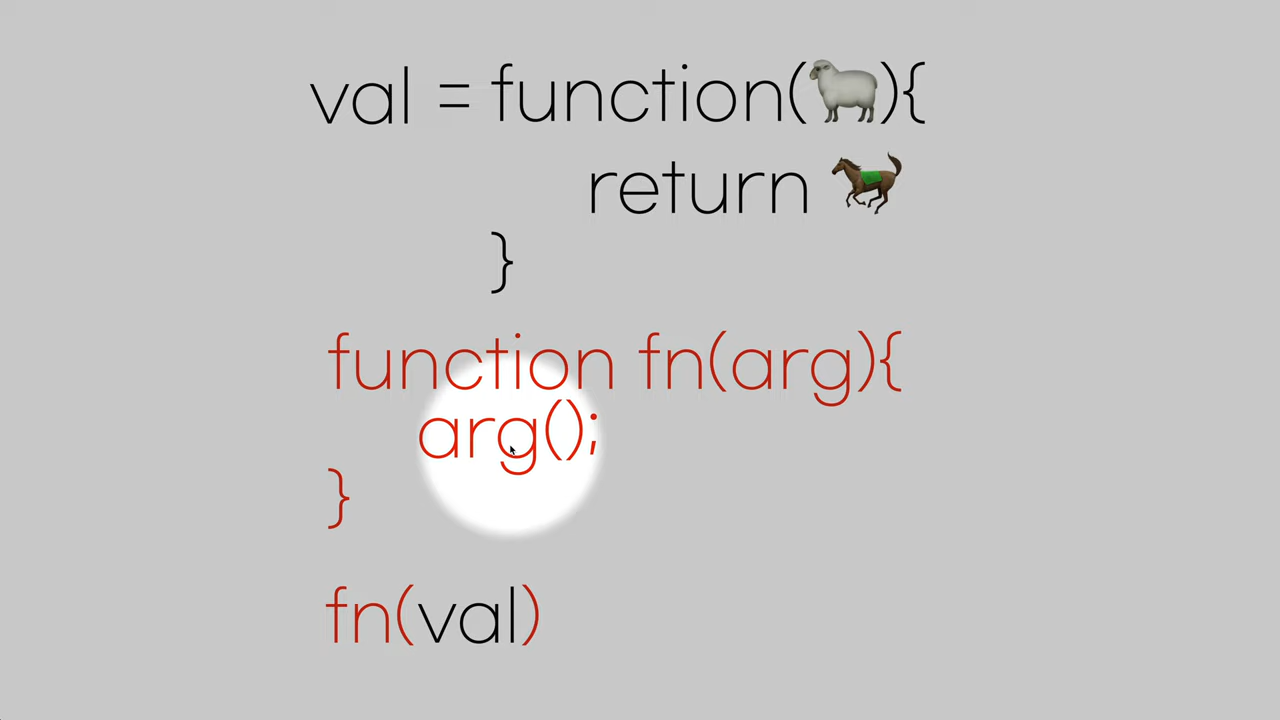 val = function(🐑){
return 🐎
}
function fn(arg){
arg();
}
fn(val)